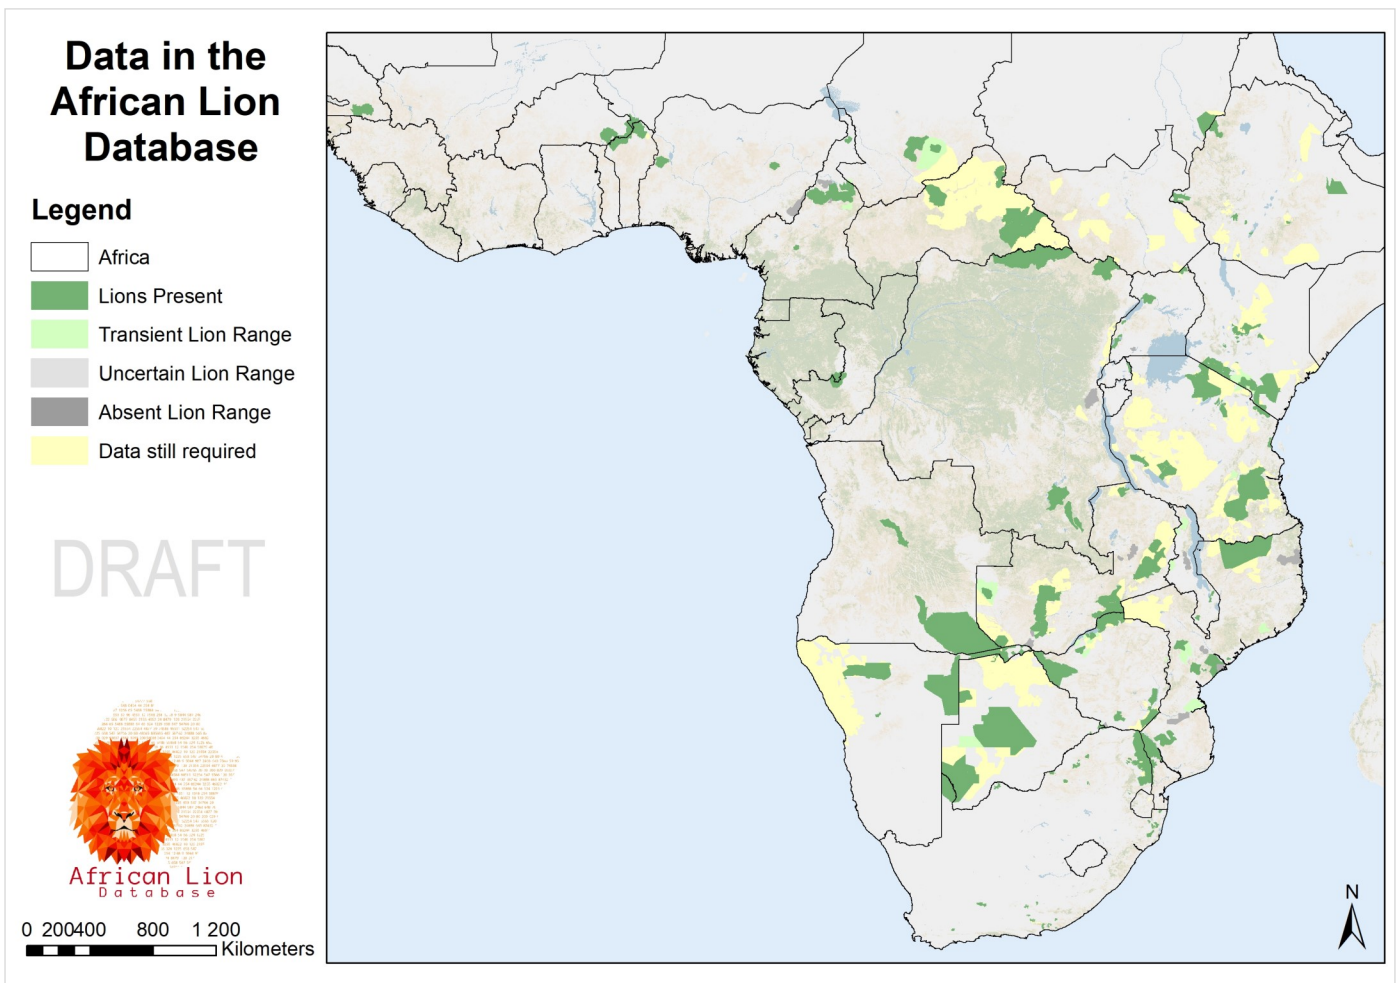 Data in the
African Lion
Database
Legend
Africa
Lions Present
Transient Lion Range
Uncertain Lion Range
Absent Lion Range
Data still required
DRAFT
African Lion
Database
0 200400 800 1 200
Kilometers
N